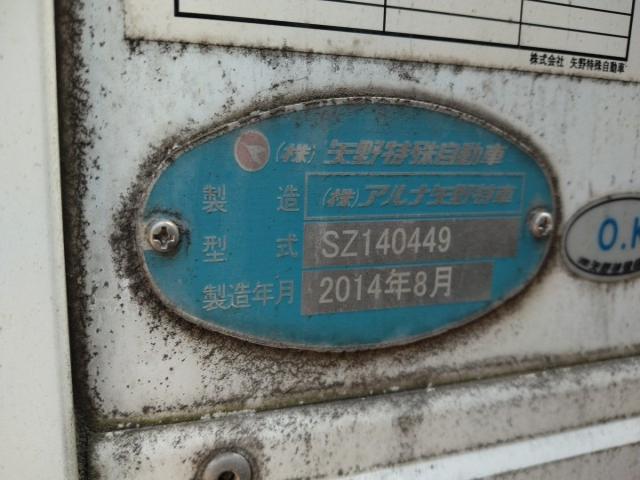 株式会社 矢野特殊自動車
(株) 矢野特殊自動車
製造 (株) アルナ矢野特車
型式 SZ140449
製造年月 2014年8月
O.K